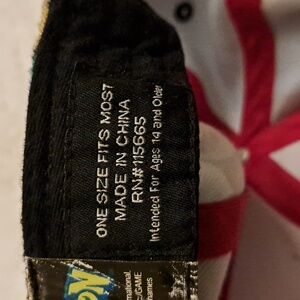 ONE SIZE FITS MOST
MADE IN CHINA
RN#115665
Intended For Ages 14 and Older